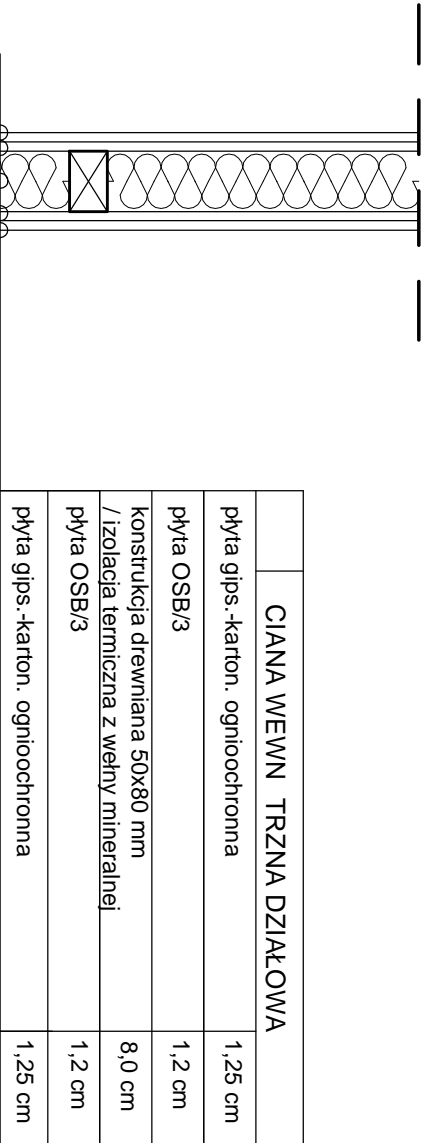 CIANA WEWN TRZNA DZIAŁOWA
płyta gips.-karton. ognioochronna 1,25 cm
płyta OSB/3 1,2 cm
konstrukcja drewniana 50x80 mm
/ izolacja termiczna z wełny mineralnej 8,0 cm
płyta OSB/3 1,2 cm
płyta gips.-karton. ognioochronna 1,25 cm